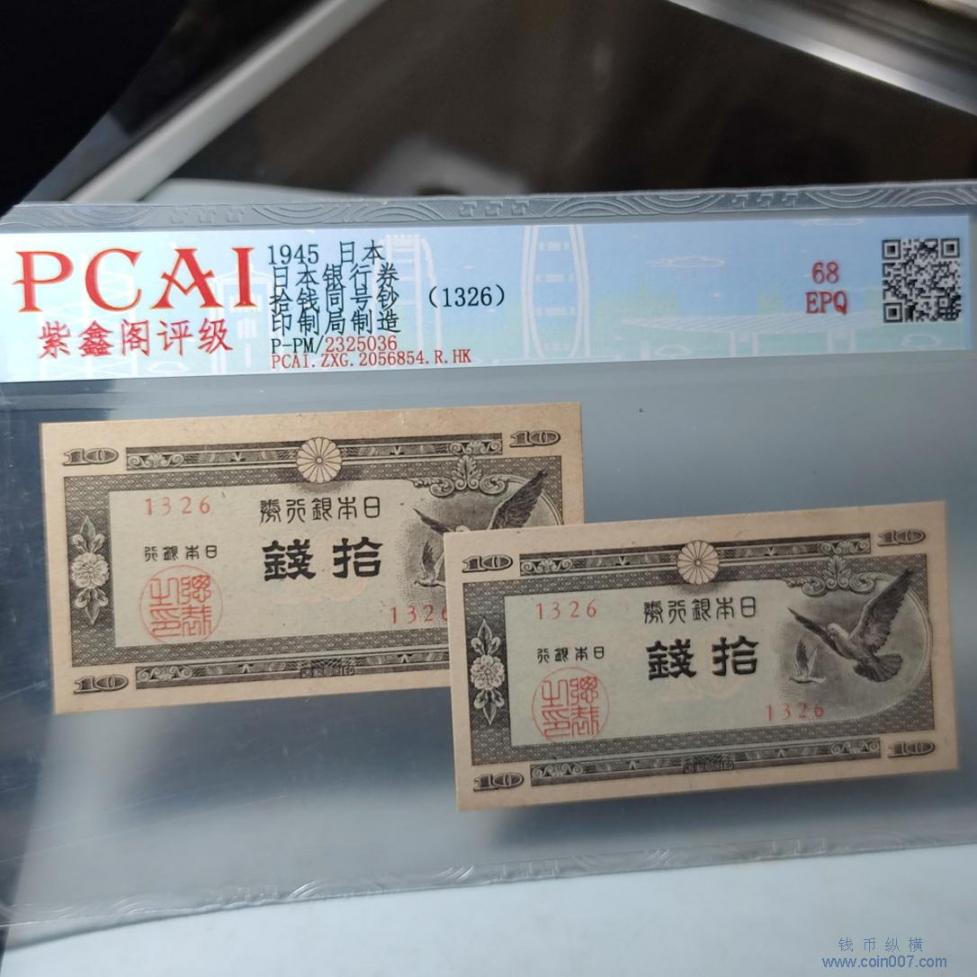 PCAI
紫鑫阁评级
1945 日本
日本银行券
拾钱同号钞
(1326)
印制局制造
P-PM/2325036
PCAI.ZXG.2056854.R.HK
68
EPQ
10
10
1326
券行銀本日
行銀本日
錢拾
1326
10
10
10
1326
券行銀本日
行銀本日
錢拾
1326
10
10
钱币纵横
www.coin007.com